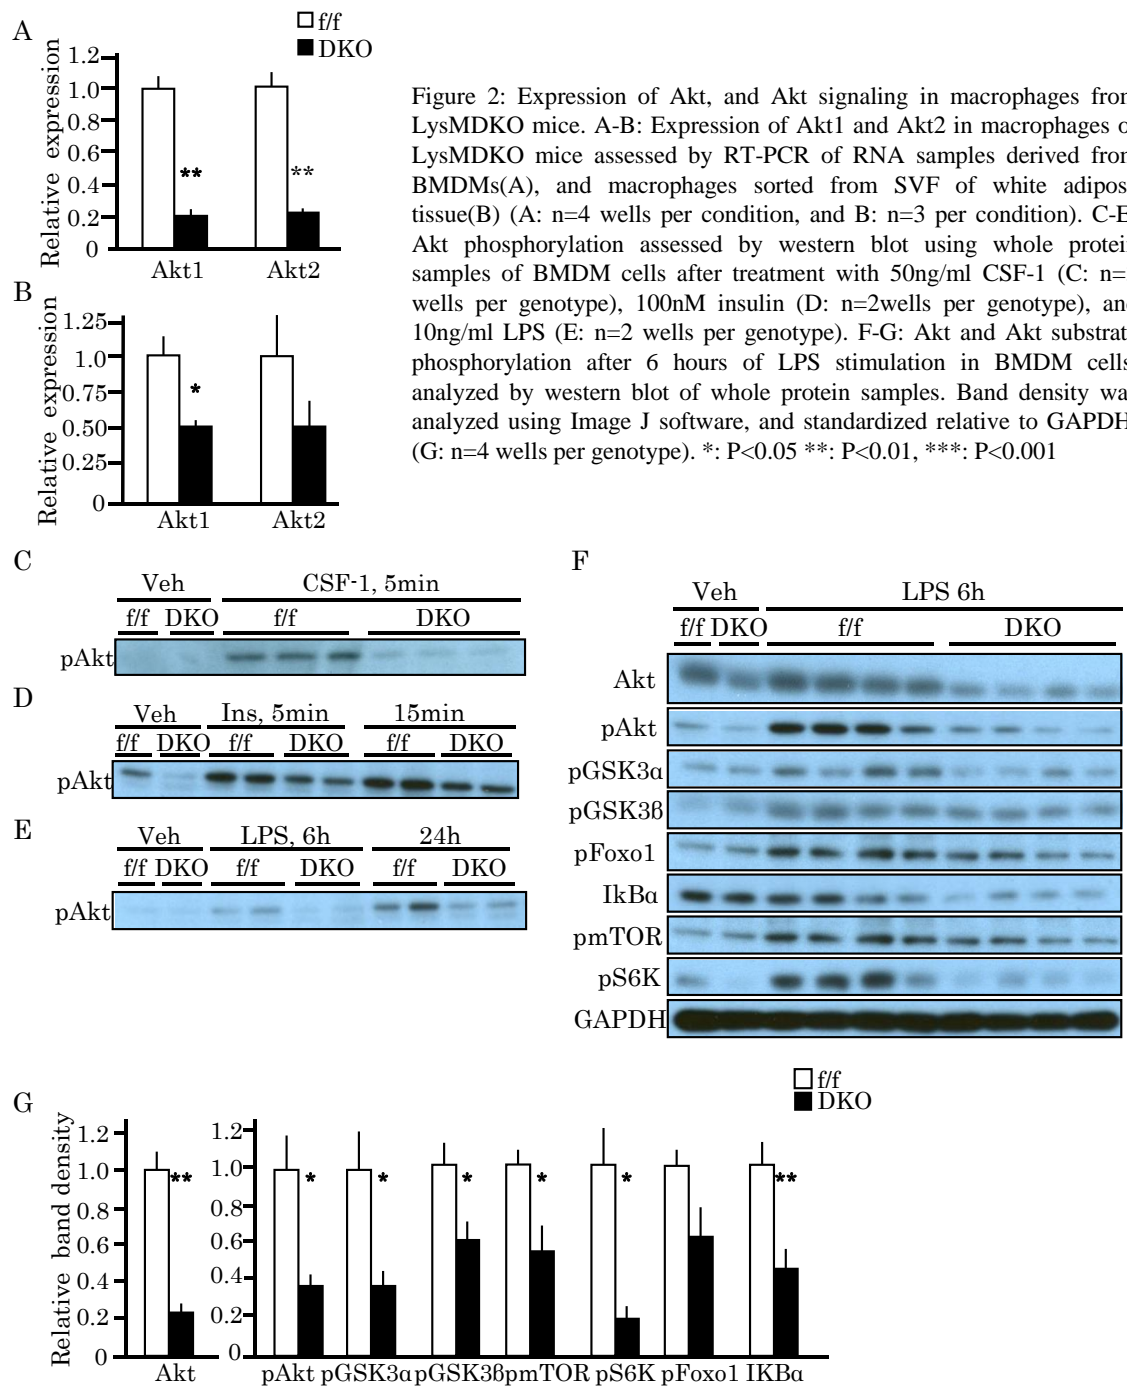 A
f/f
DKO
Relative expression
1.2
1.0
0.8
0.6
0.4
0.2
0
**
**
Akt1 Akt2
Figure 2: Expression of Akt, and Akt signaling in macrophages from
LysMDKO mice. A-B: Expression of Akt1 and Akt2 in macrophages
LysMDKO mice assessed by RT-PCR of RNA samples derived from
BMDMs(A), and macrophages sorted from SVF of white
tissue(B) (A: n=4 wells per condition, and B: n=3 per condition). C-E
Akt phosphorylation assessed by western blot using whole protein
samples of BMDM cells after treatment with 50ng/ml CSF-1 (C:
wells per genotype), 100nM insulin (D: n=2wells per genotype),
10ng/ml LPS (E: n=2 wells per genotype). F-G: Akt and Akt
phosphorylation after 6 hours of LPS stimulation in BMDM cells
analyzed by western blot of whole protein samples. Band density
analyzed using Image J software, and standardized relative to GAPDH
(G: n=4 wells per genotype). *: P<0.05 **: P<0.01, ***: P<0.001
B
Relative expression
1.25
1.0
0.75
0.50
0.25
0
*
Akt1 Akt2
C
Veh CSF-1, 5min
f/f DKO f/f DKO
pAkt
D
Veh Ins, 5min 15min
f/f DKO f/f DKO f/f DKO
pAkt
E
Veh LPS, 6h 24h
f/f DKO f/f DKO f/f DKO
pAkt
F
Veh LPS 6h
f/f DKO f/f DKO
Akt
pAkt
pGSK3α
pGSK3ß
pFoxo1
IkBα
pmTOR
pS6K
GAPDH
G
f/f
DKO
Relative band density
1.2
1.0
0.8
0.6
0.4
0.2
0
**
Akt
1.2
1.0
0.8
0.6
0.4
0.2
0
* * * * * **
pAkt pGSK3α pGSK3ß pmTOR pS6K pFoxo1 IKBα